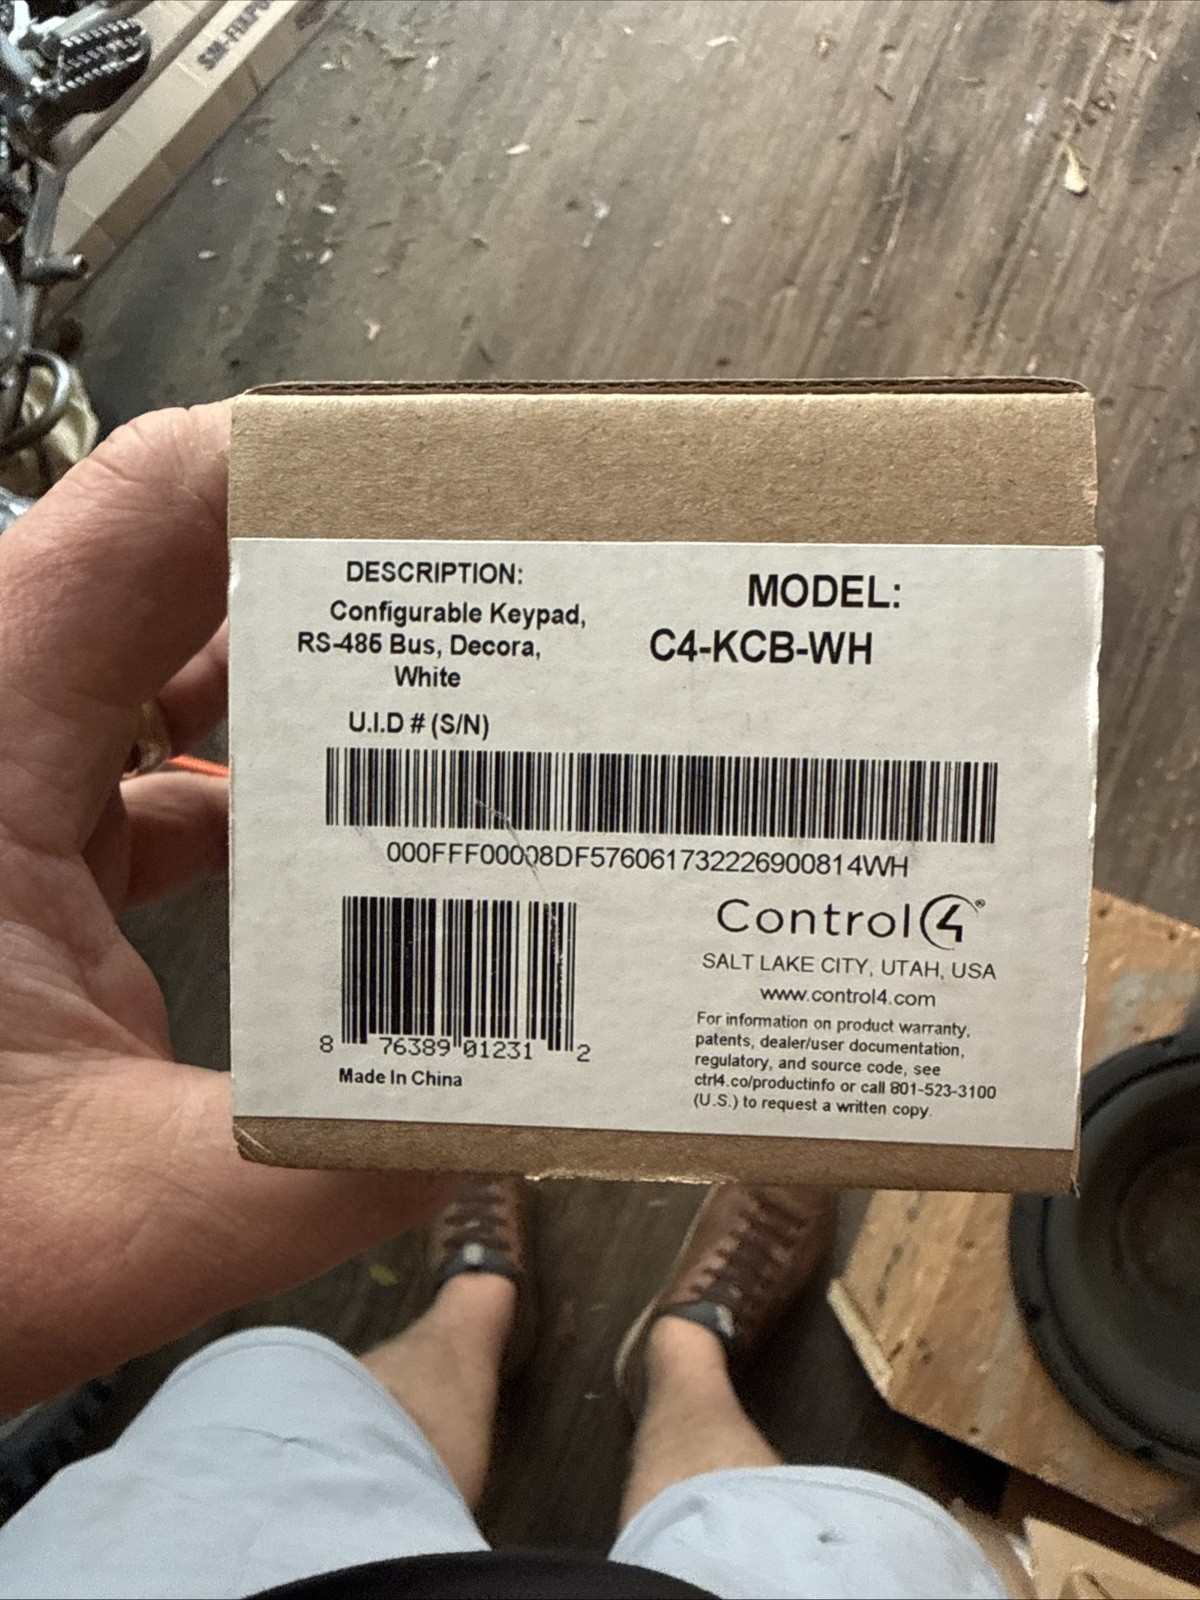 DESCRIPTION:
Configurable Keypad,
RS-485 Bus, Decora,
White
MODEL:
C4-KCB-WH
U.I.D # (S/N)
000FFF00008DF576061732226900814WH
8 76389 01231 2
Made In China
Control4®
SALT LAKE CITY, UTAH, USA
www.control4.com
For information on product warranty,
patents, dealer/user documentation,
regulatory, and source code, see
ctrl4.co/productinfo or call 801-523-3100
(U.S.) to request a written copy.